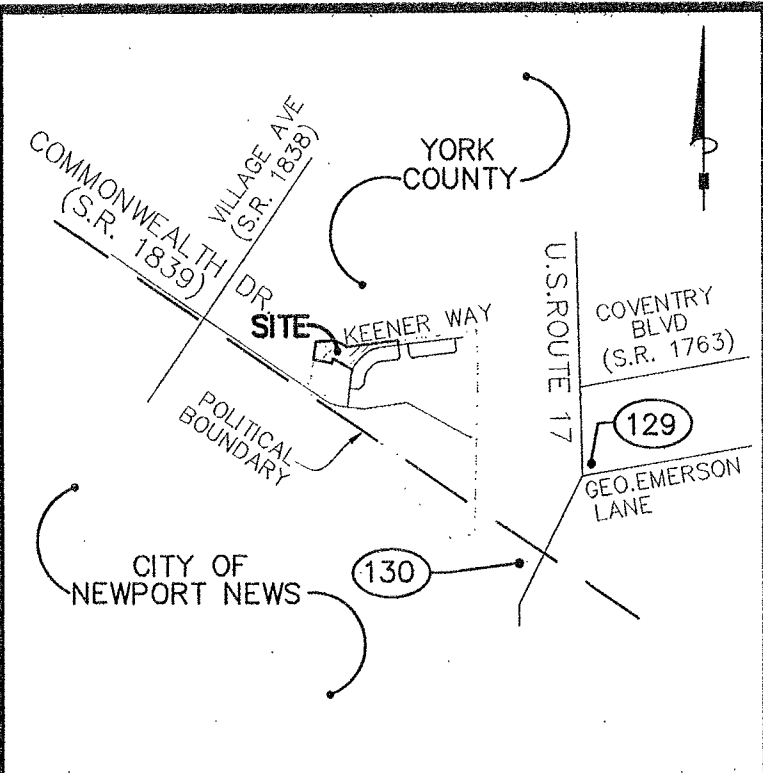 YORK
COUNTY
VILLAGE AVE
(S.R. 1838)
COMMONWEALTH DR.
(S.R. 1839)
SITE
KEENER WAY
U.S.ROUTE 17
COVENTRY
BLVD
(S.R. 1763)
POLITICAL
BOUNDARY
129
GEO.EMERSON
LANE
CITY OF
NEWPORT NEWS
130